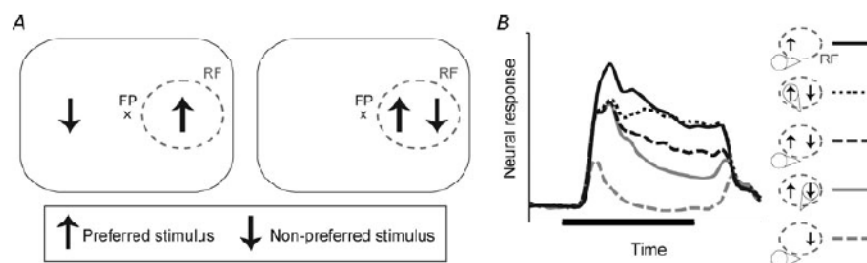 A
RF
FP
x
RF
FP
x
Preferred stimulus
Non-preferred stimulus
B
Neural response
Time
RF